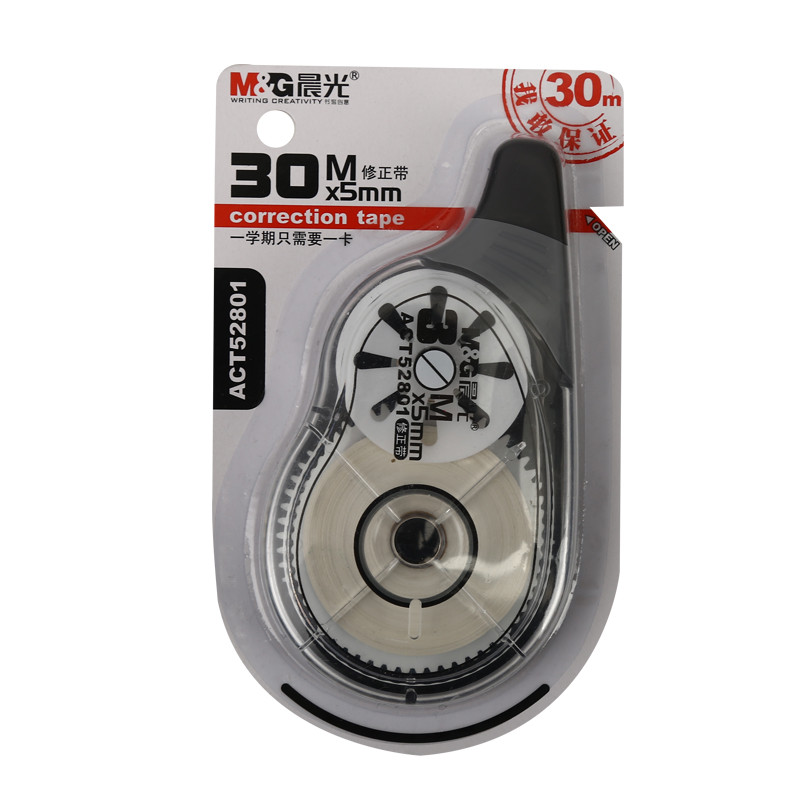 M&G晨光®
WRITING CREATIVITY 书写创意
30m
我敢保证
30M 修正带
x5mm
correction tape
一学期只需要一卡
OPEN
ACT52801
M&G晨光®
3 M x5mm
ACT52801 修正带